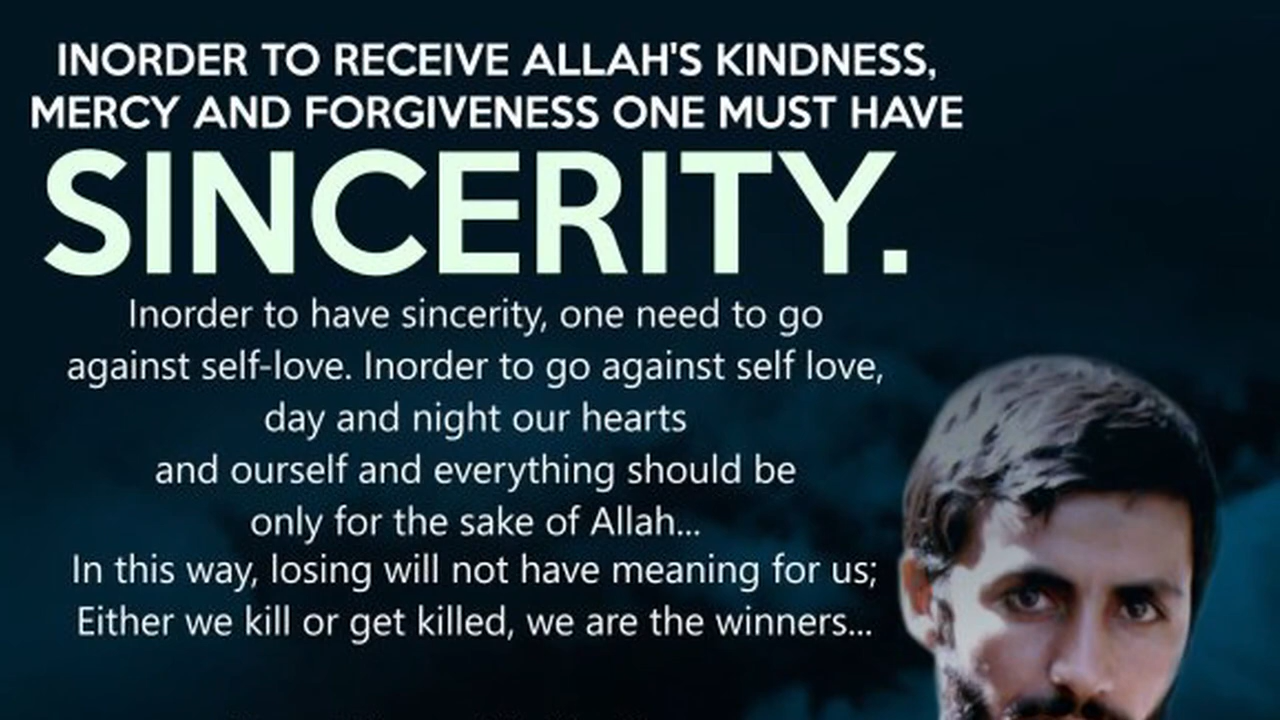 INORDER TO RECEIVE ALLAH'S KINDNESS,
MERCY AND FORGIVENESS ONE MUST HAVE
SINCERITY.
Inorder to have sincerity, one need to go
against self-love. Inorder to go against self love,
day and night our hearts
and ourself and everything should be
only for the sake of Allah...
In this way, losing will not have meaning for us;
Either we kill or get killed, we are the winners...